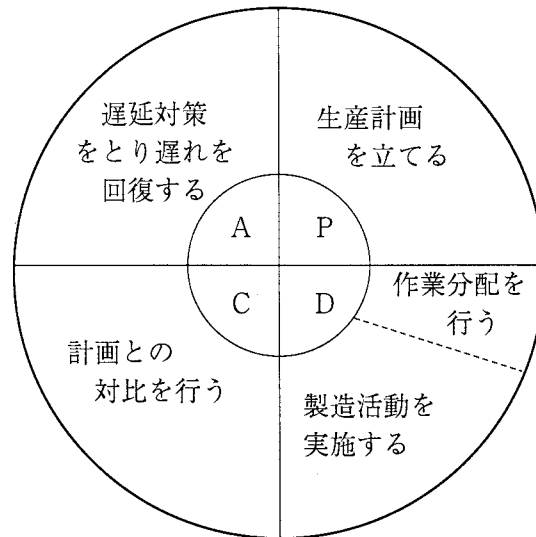 遅延対策
をとり遅れを
回復する
生産計画
を立てる
A
P
C
D
作業分配を
行う
計画との
対比を行う
製造活動を
実施する